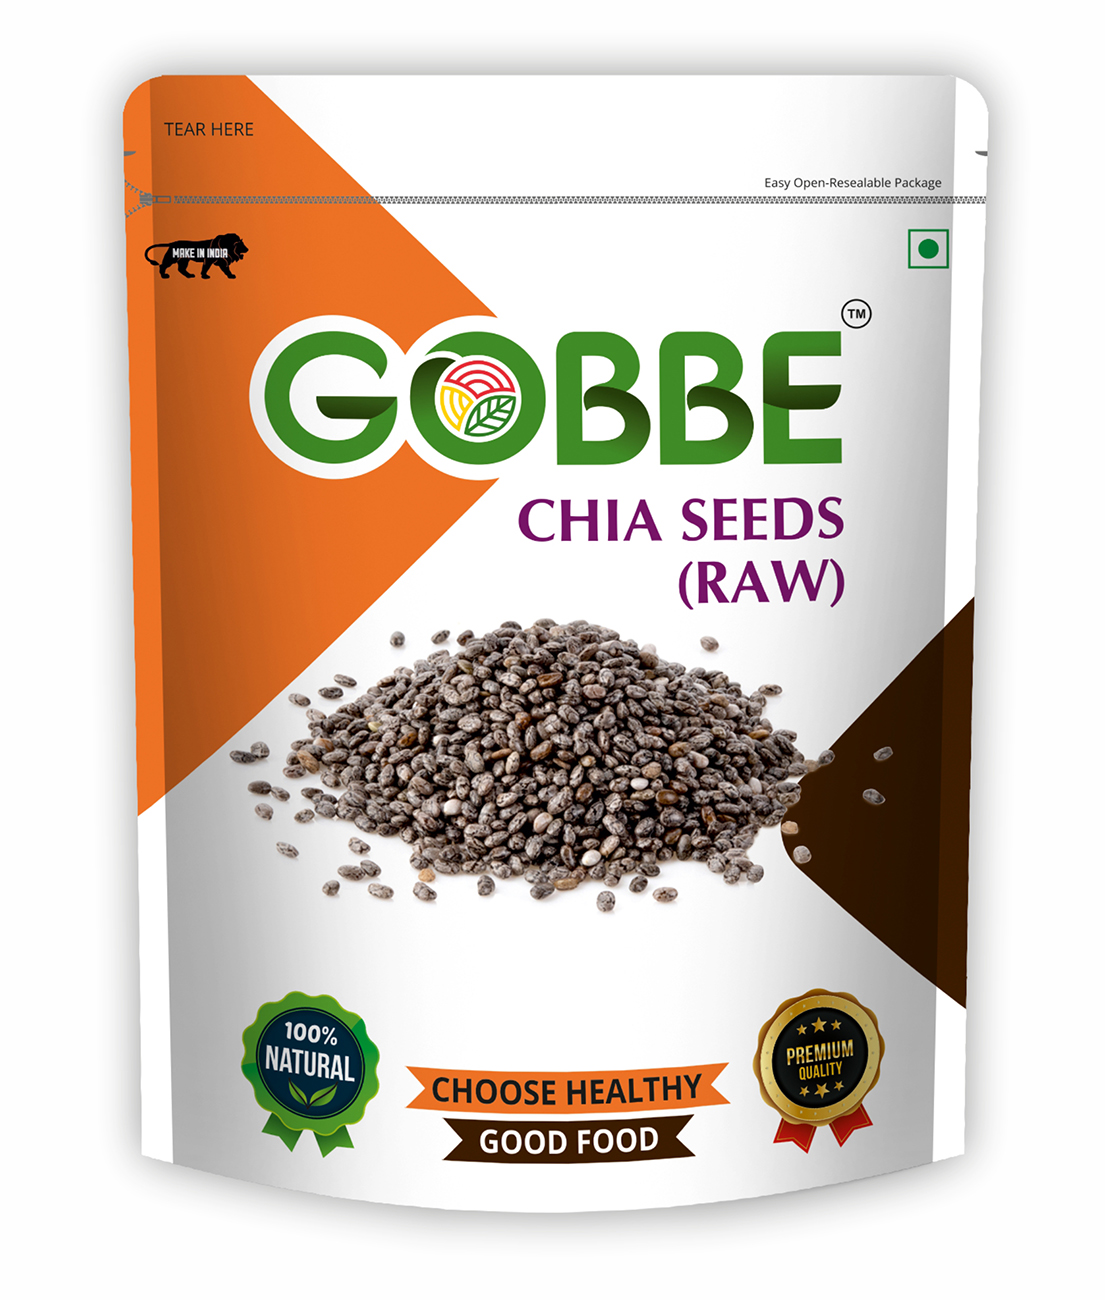 TEAR HERE
Easy Open-Resealable Package
MAKE IN INDIA
TM
GOBBE
CHIA SEEDS
(RAW)
100%
NATURAL
PREMIUM
QUALITY
CHOOSE HEALTHY
GOOD FOOD